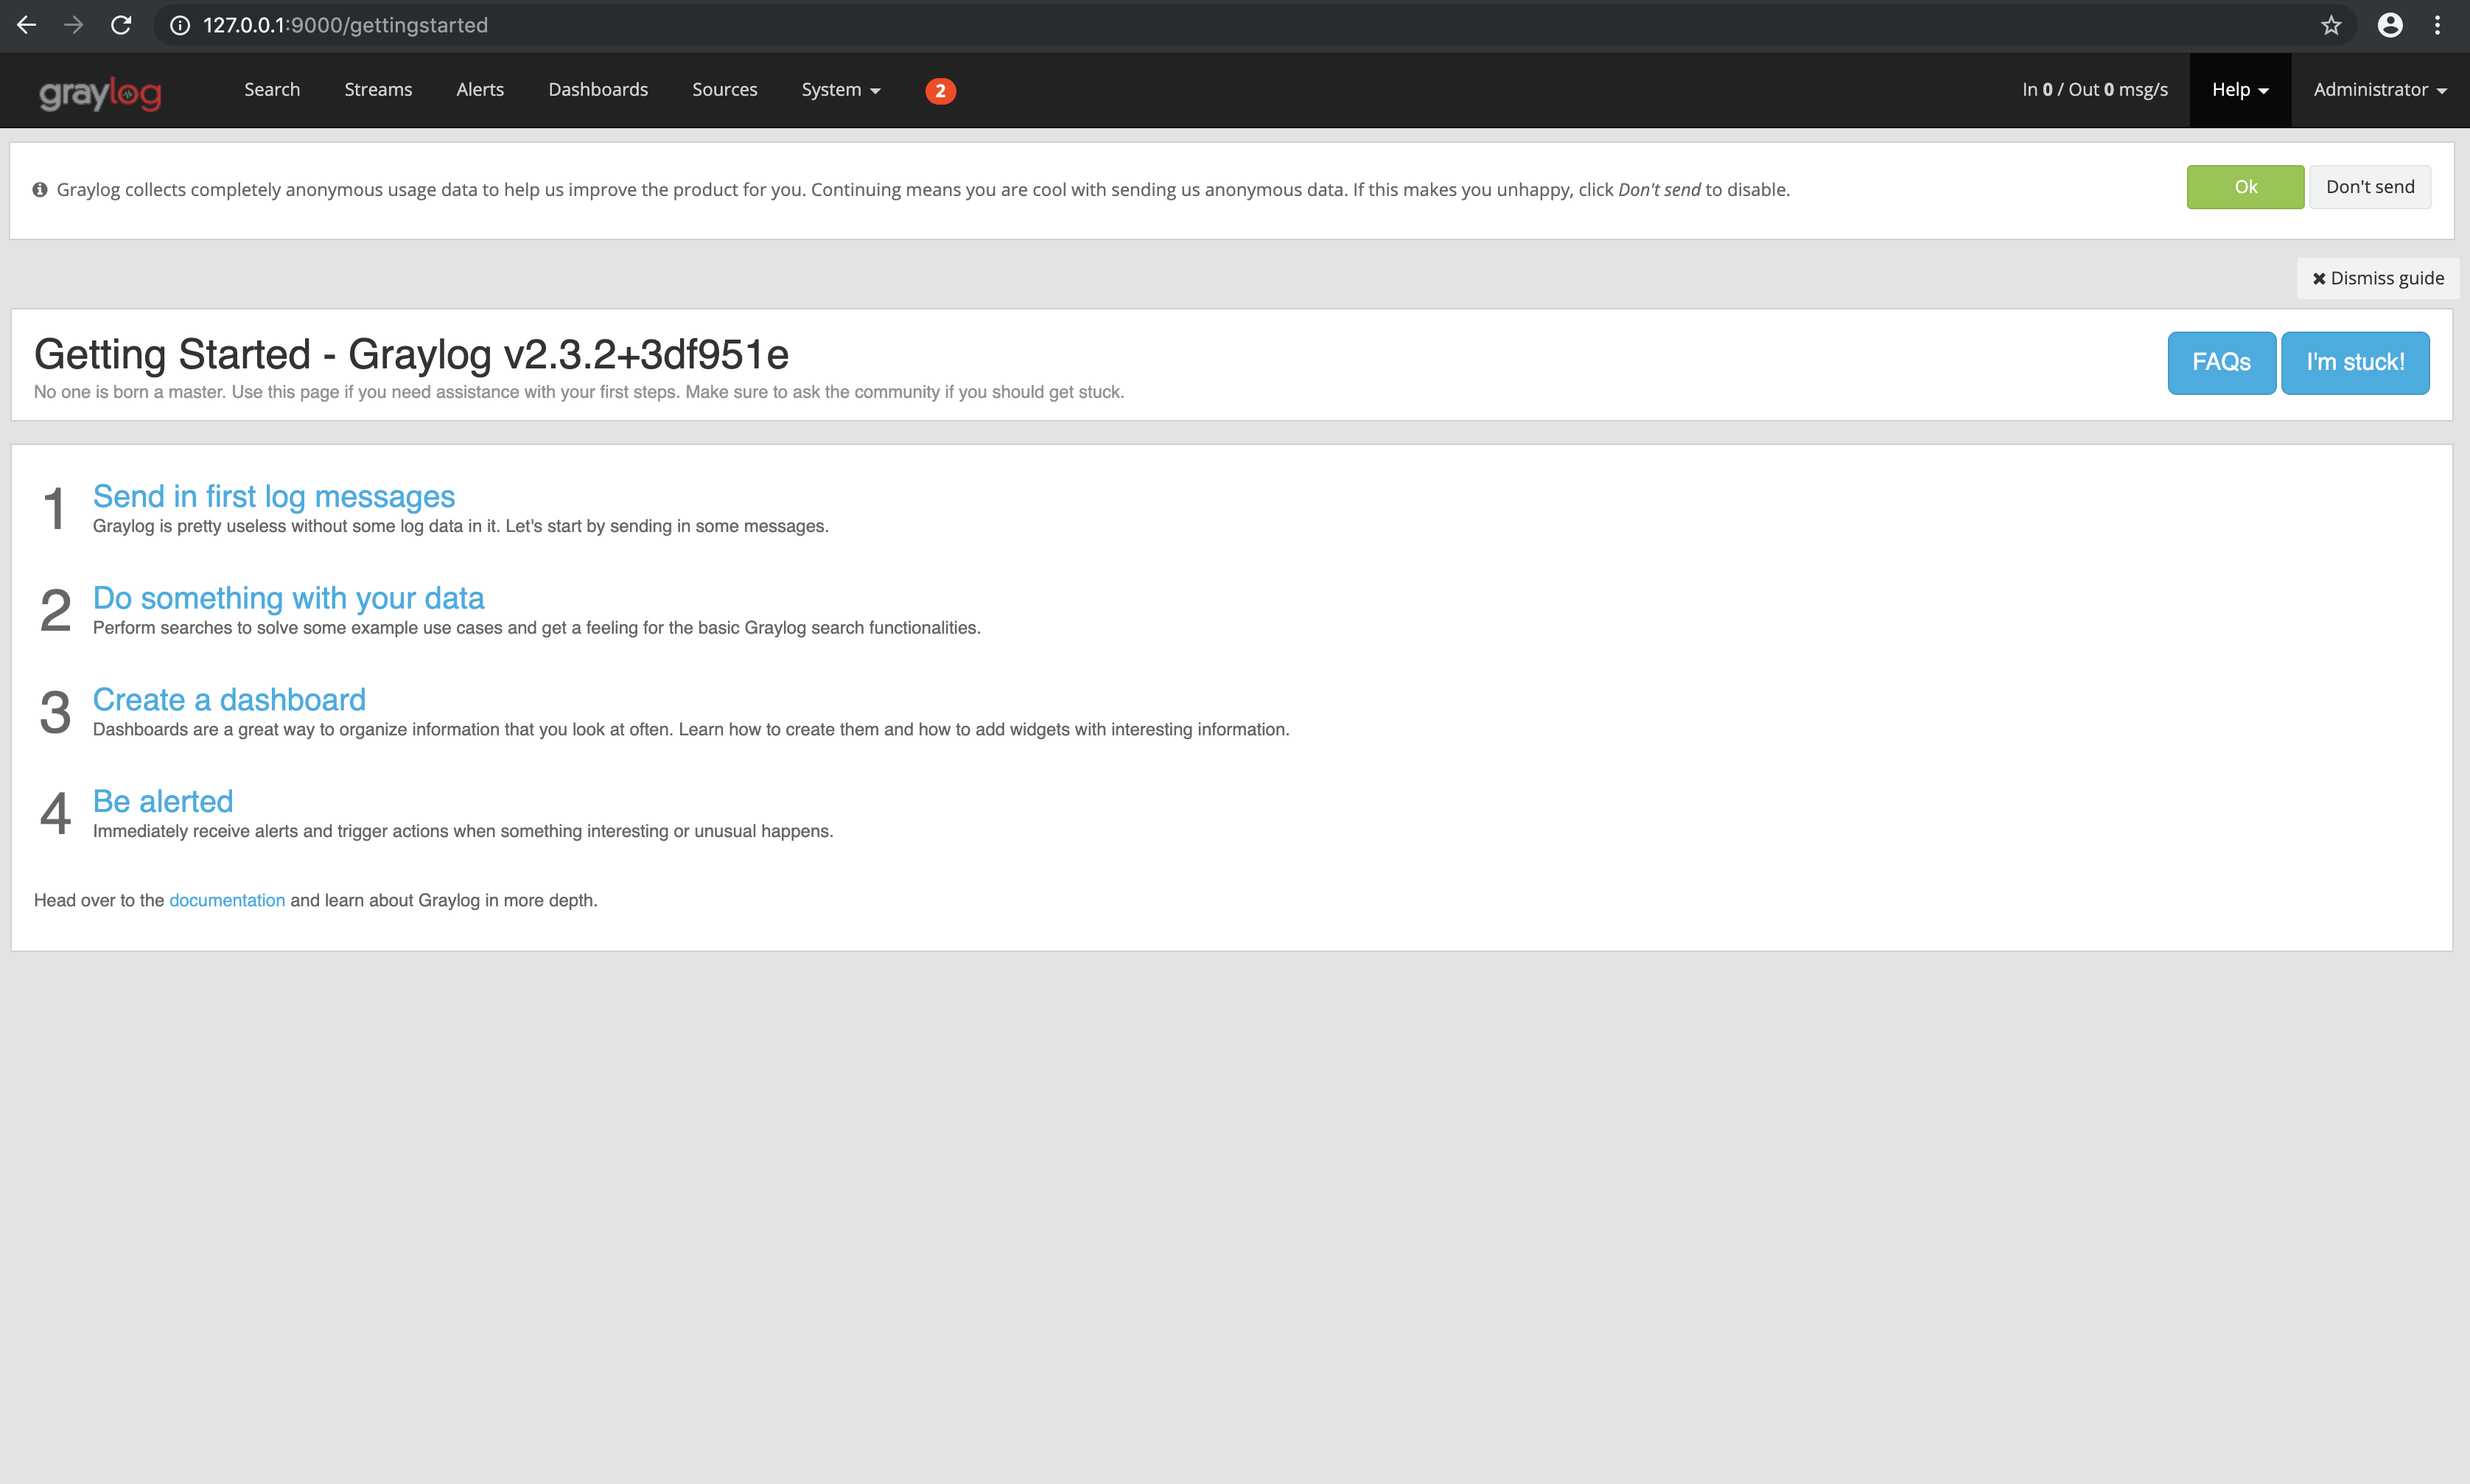 127.0.0.1:9000/gettingstarted
graylog Search Streams Alerts Dashboards Sources System 2 In 0 / Out 0 msg/s Help Administrator
Graylog collects completely anonymous usage data to help us improve the product for you. Continuing means you are cool with sending us anonymous data. If this makes you unhappy, click Don't send to disable. Ok Don't send
Dismiss guide
Getting Started - Graylog v2.3.2+3df951e
No one is born a master. Use this page if you need assistance with your first steps. Make sure to ask the community if you should get stuck.
FAQs I'm stuck!
1 Send in first log messages
Graylog is pretty useless without some log data in it. Let's start by sending in some messages.
2 Do something with your data
Perform searches to solve some example use cases and get a feeling for the basic Graylog search functionalities.
3 Create a dashboard
Dashboards are a great way to organize information that you look at often. Learn how to create them and how to add widgets with interesting information.
4 Be alerted
Immediately receive alerts and trigger actions when something interesting or unusual happens.
Head over to the documentation and learn about Graylog in more depth.